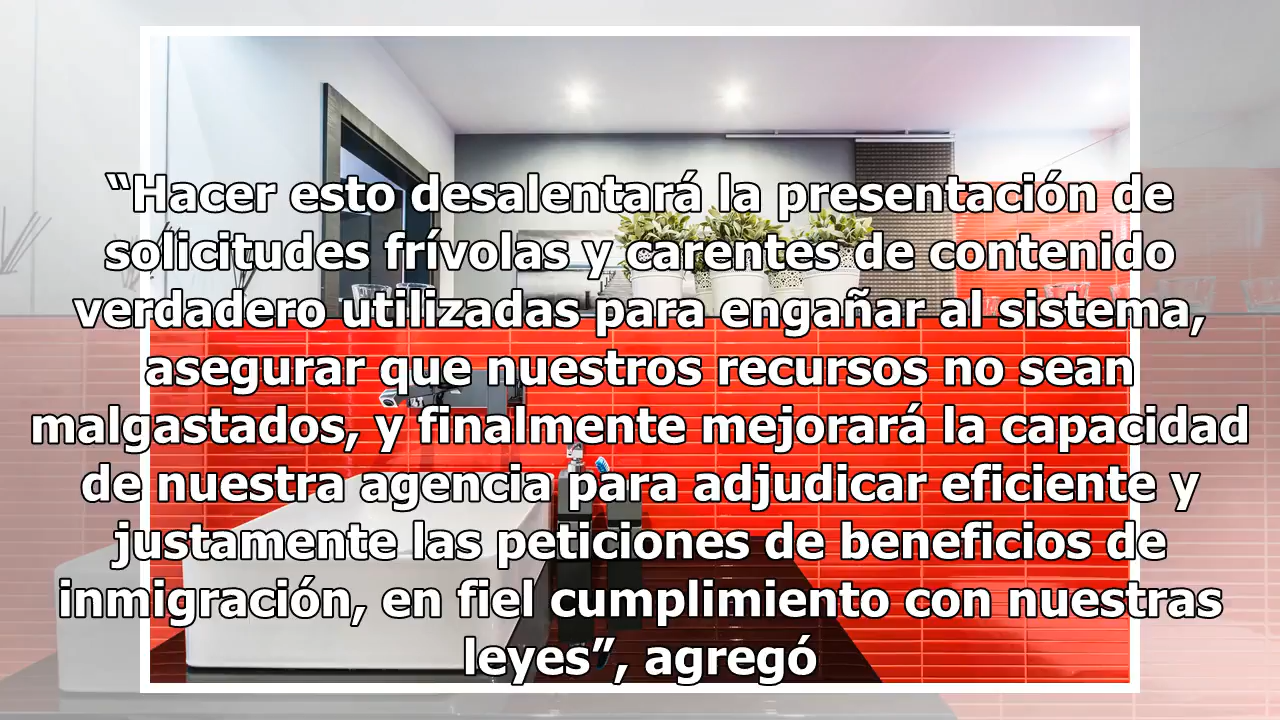 “Hacer esto desalentará la presentación de
solicitudes frívolas y carentes de contenido
verdadero utilizadas para engañar al sistema,
asegurar que nuestros recursos no sean
malgastados, y finalmente mejorará la capacidad
de nuestra agencia para adjudicar eficiente y
justamente las peticiones de beneficios de
inmigración, en fiel cumplimiento con nuestras
leyes”, agregó